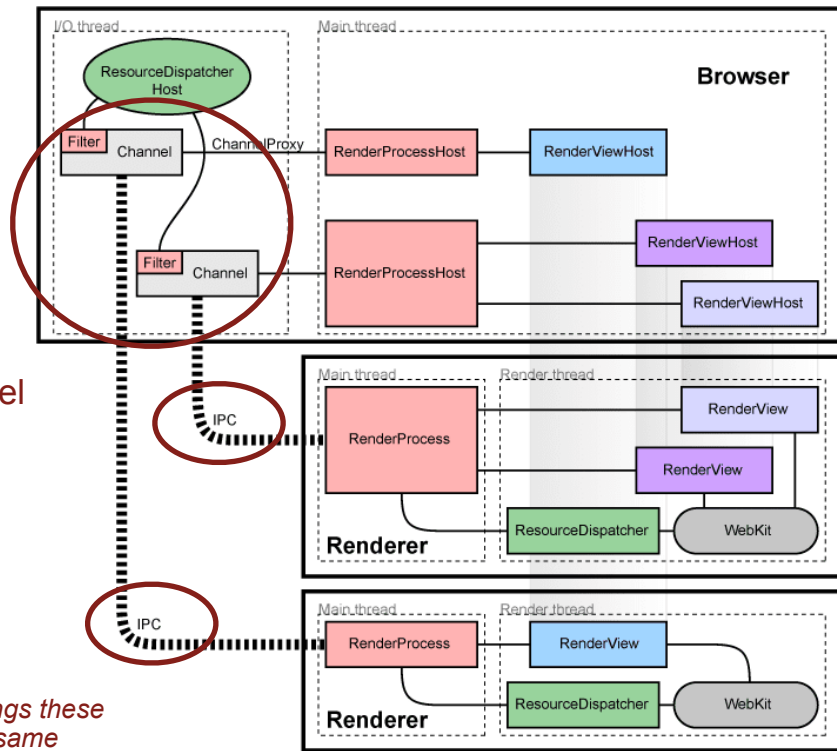 I/O thread
Main thread
ResourceDispatcher
Host
Browser
Filter
Channel
ChannelProxy
RenderProcessHost
RenderViewHost
Filter
Channel
RenderProcessHost
RenderViewHost
RenderViewHost
el
Main thread
Render thread
IPC
RenderProcess
RenderView
RenderView
Renderer
ResourceDispatcher
WebKit
Main thread
Render thread
IPC
RenderProcess
RenderView
Renderer
ResourceDispatcher
WebKit
ngs these
same